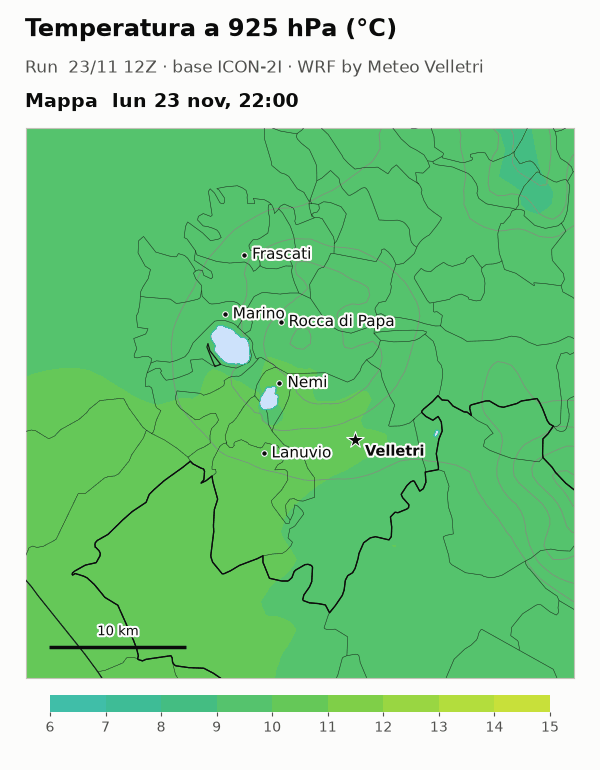 Temperatura a 925 hPa (°C)
Run  23/11 12Z · base ICON-2I · WRF by Meteo Velletri
Mappa  lun 23 nov, 22:00
Frascati
Marino
Rocca di Papa
Nemi
Velletri
Lanuvio
10 km
6 7 8 9 10 11 12 13 14 15